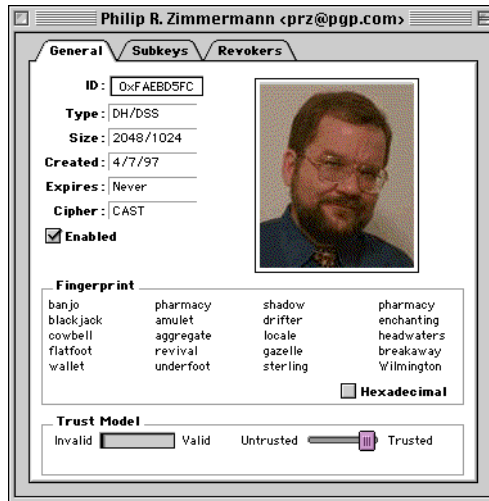 Philip R. Zimmermann <prz@pgp.com>
General Subkeys Revokers
ID: 0xFAEBD5FC
Type: DH/DSS
Size: 2048/1024
Created: 4/7/97
Expires: Never
Cipher: CAST
Enabled
Fingerprint
banjo pharmacy shadow pharmacy
blackjack amulet drifter enchanting
cowbell aggregate locale headwaters
flatfoot revival gazelle breakaway
wallet underfoot sterling Wilmington
Hexadecimal
Trust Model
Invalid Valid Untrusted Trusted